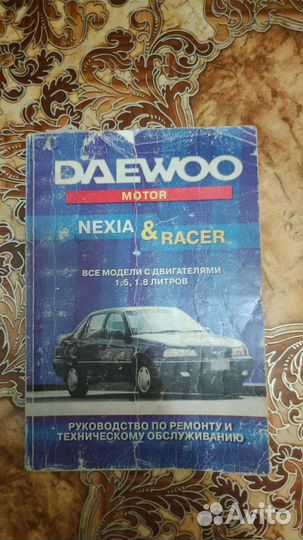 DAEWOO
MOTOR
NEXIA & RACER
ВСЕ МОДЕЛИ С ДВИГАТЕЛЯМИ
1.5, 1.8 ЛИТРОВ
РУКОВОДСТВО ПО РЕМОНТУ И
ТЕХНИЧЕСКОМУ ОБСЛУЖИВАНИЮ
Avito